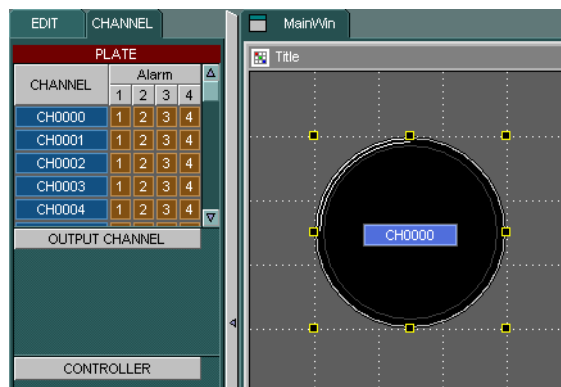 EDIT CHANNEL
PLATE
CHANNEL Alarm
1 2 3 4
CH0000 1 2 3 4
CH0001 1 2 3 4
CH0002 1 2 3 4
CH0003 1 2 3 4
CH0004 1 2 3 4
OUTPUT CHANNEL
CONTROLLER
MainWin
Title
CH0000